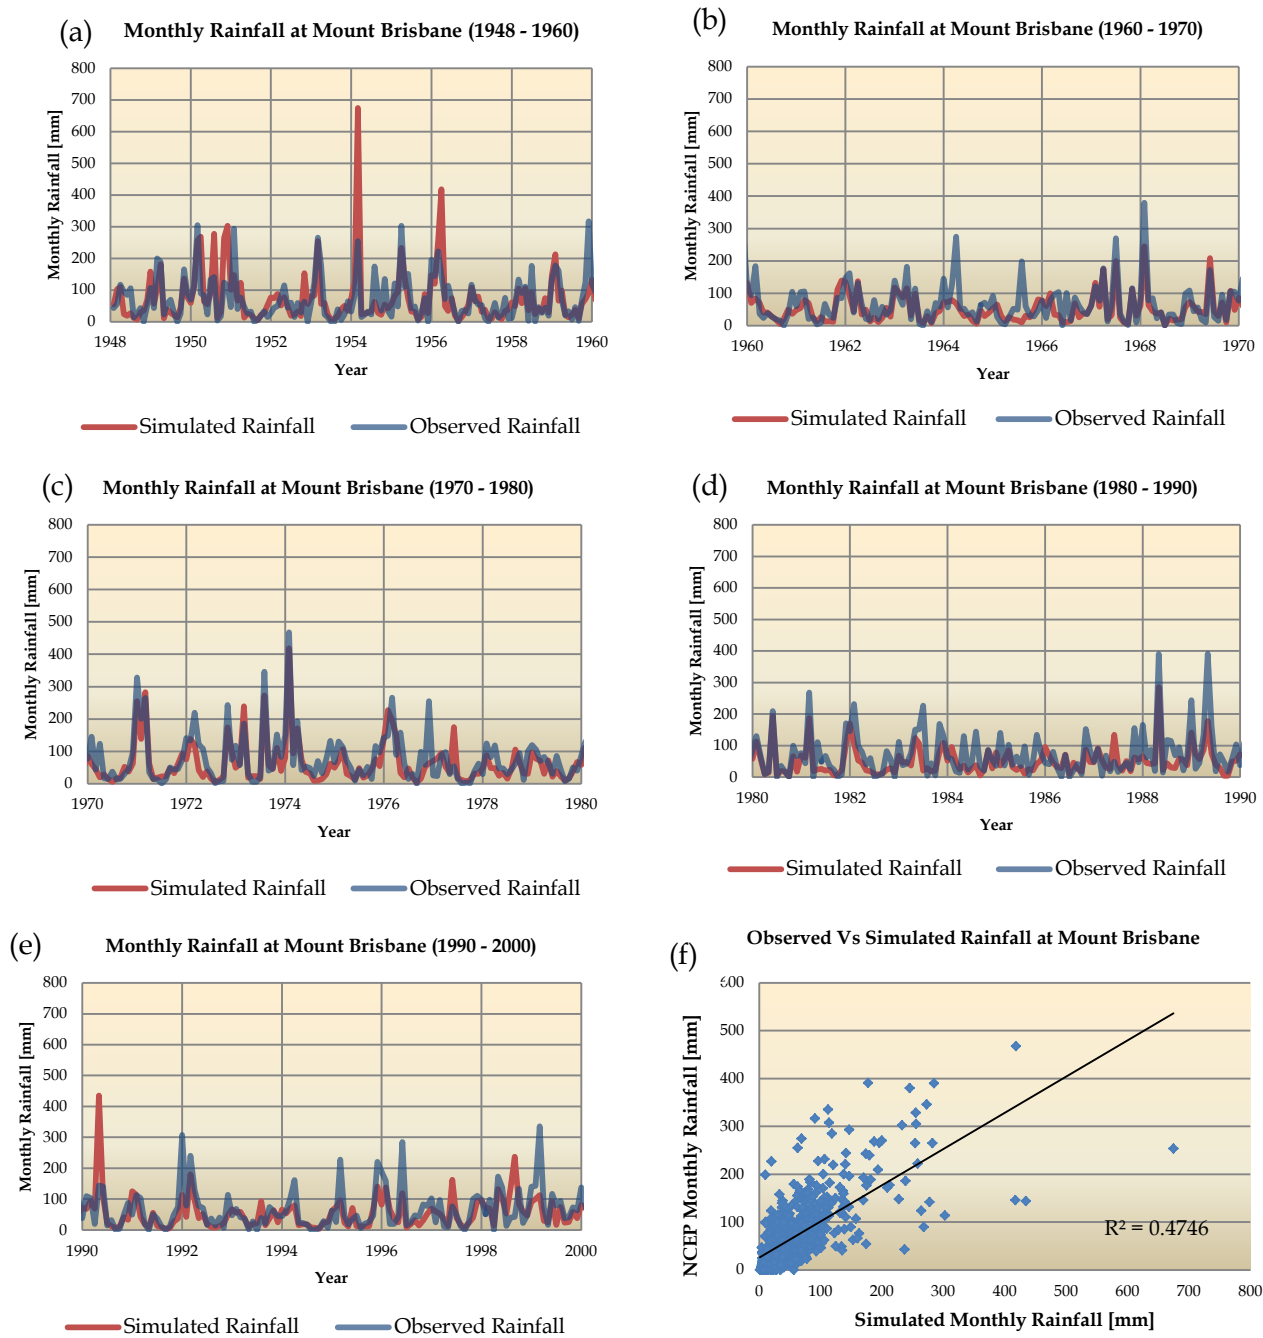 (a)
Monthly Rainfall at Mount Brisbane (1948 - 1960)
Monthly Rainfall [mm]
800
700
600
500
400
300
200
100
0
1948 1950 1952 1954 1956 1958 1960
Year
Simulated Rainfall Observed Rainfall
(b)
Monthly Rainfall at Mount Brisbane (1960 - 1970)
Monthly Rainfall [mm]
800
700
600
500
400
300
200
100
0
1960 1962 1964 1966 1968 1970
Year
Simulated Rainfall Observed Rainfall
(c)
Monthly Rainfall at Mount Brisbane (1970 - 1980)
Monthly Rainfall [mm]
800
700
600
500
400
300
200
100
0
1970 1972 1974 1976 1978 1980
Year
Simulated Rainfall Observed Rainfall
(d)
Monthly Rainfall at Mount Brisbane (1980 - 1990)
Monthly Rainfall [mm]
800
700
600
500
400
300
200
100
0
1980 1982 1984 1986 1988 1990
Year
Simulated Rainfall Observed Rainfall
(e)
Monthly Rainfall at Mount Brisbane (1990 - 2000)
Monthly Rainfall [mm]
800
700
600
500
400
300
200
100
0
1990 1992 1994 1996 1998 2000
Year
Simulated Rainfall Observed Rainfall
(f)
Observed Vs Simulated Rainfall at Mount Brisbane
NCEP Monthly Rainfall [mm]
600
500
400
300
200
100
0
R² = 0.4746
0 100 200 300 400 500 600 700 800
Simulated Monthly Rainfall [mm]